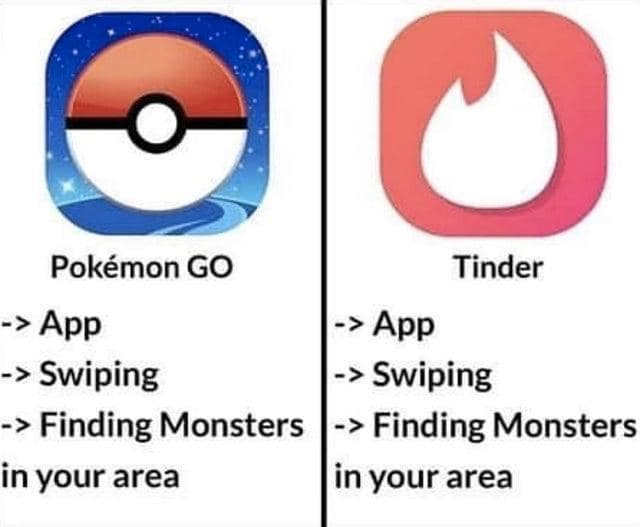 Pokémon GO
-> App
-> Swiping
-> Finding Monsters
in your area
Tinder
-> App
-> Swiping
-> Finding Monsters
in your area